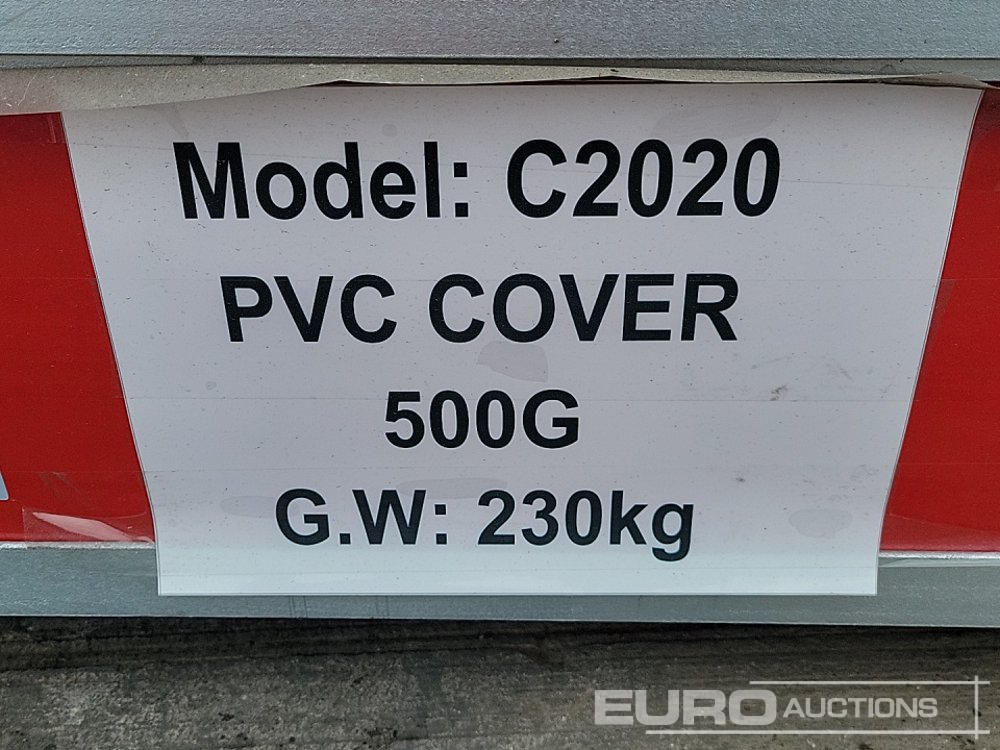 Model: C2020
PVC COVER
500G
G.W: 230kg
EURO AUCTIONS